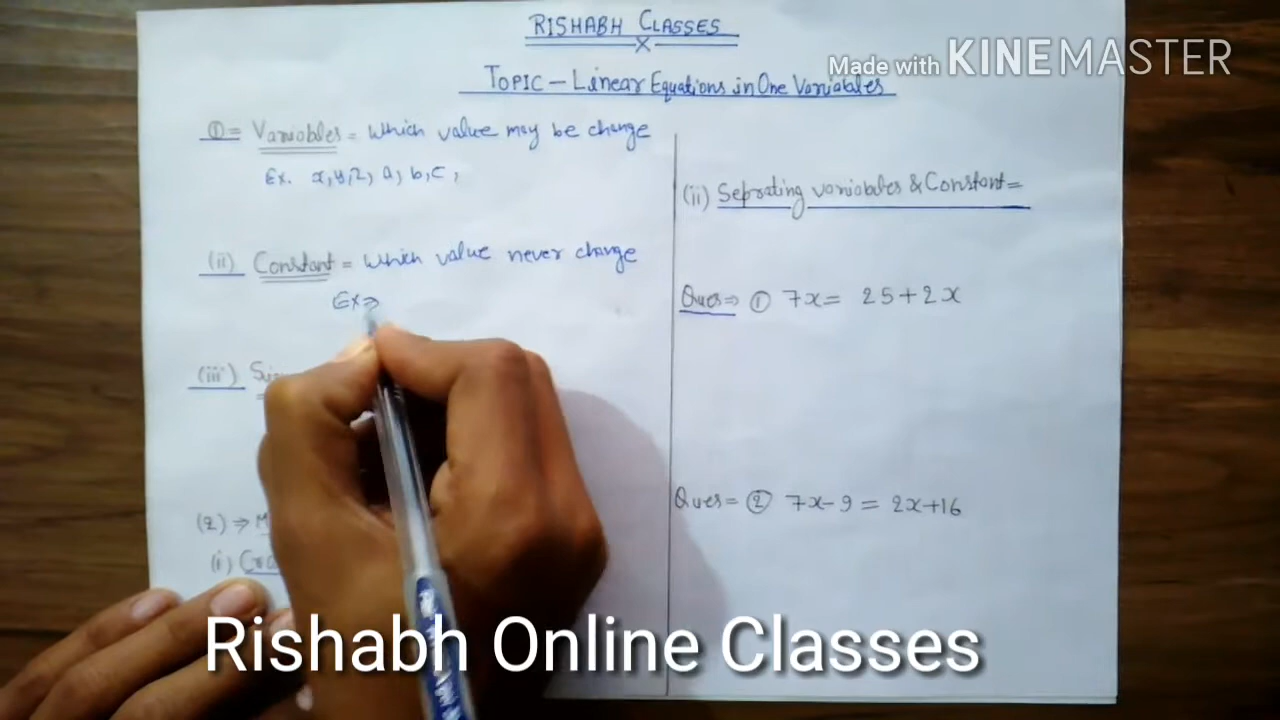 RISHABH CLASSES
Made with KINEMASTER
TOPIC - Linear Equations in One Variables
① = Variables = Which value may be change
Ex. x, y, z, a, b, c,
(ii) Constant = Which value never change
Ex ⇒
(iii)
(2) ⇒
(i)
(ii) Seprating variables & Constant =
Ques ⇒ ① 7x = 25 + 2x
Ques = ② 7x - 9 = 2x + 16
Rishabh Online Classes